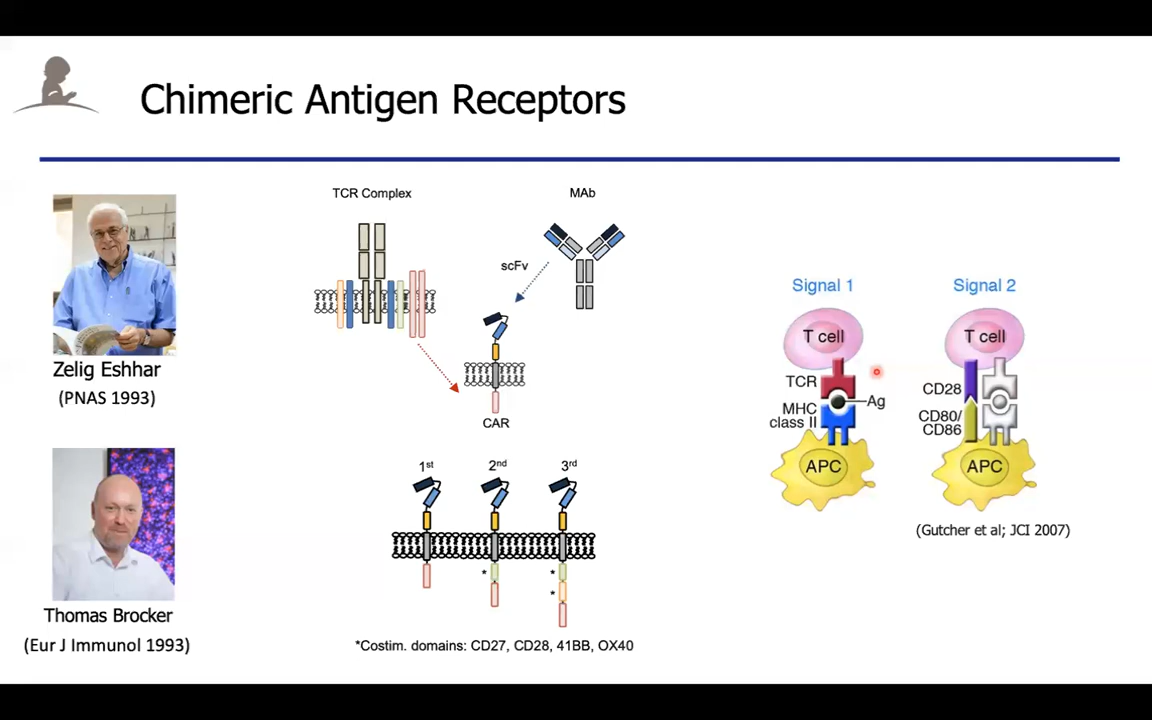 Chimeric Antigen Receptors
Zelig Eshhar
(PNAS 1993)
Thomas Brocker
(Eur J Immunol 1993)
TCR Complex
MAb
scFv
CAR
1st
2nd
3rd
*
*
*
*Costim. domains: CD27, CD28, 41BB, OX40
Signal 1
T cell
TCR
Ag
MHC
class II
APC
Signal 2
T cell
CD28
CD80/
CD86
APC
(Gutcher et al; JCI 2007)